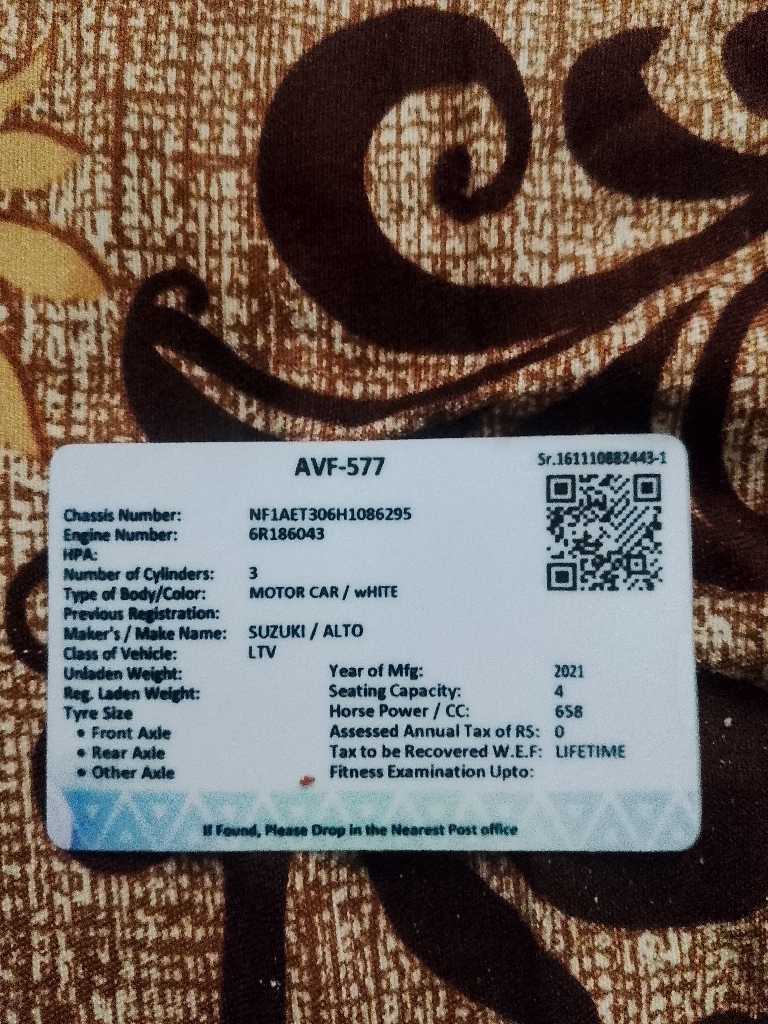 AVF-577
Sr.161110882443-1
Chassis Number: NF1AET306H1086295
Engine Number: 6R186043
HPA:
Number of Cylinders: 3
Type of Body/Color: MOTOR CAR / wHITE
Previous Registration:
Maker's / Make Name: SUZUKI / ALTO
Class of Vehicle: LTV
Unladen Weight: Year of Mfg: 2021
Reg. Laden Weight: Seating Capacity: 4
Tyre Size Horse Power / CC: 658
• Front Axle Assessed Annual Tax of RS: 0
• Rear Axle Tax to be Recovered W.E.F: LIFETIME
• Other Axle Fitness Examination Upto:
If Found, Please Drop in the Nearest Post office